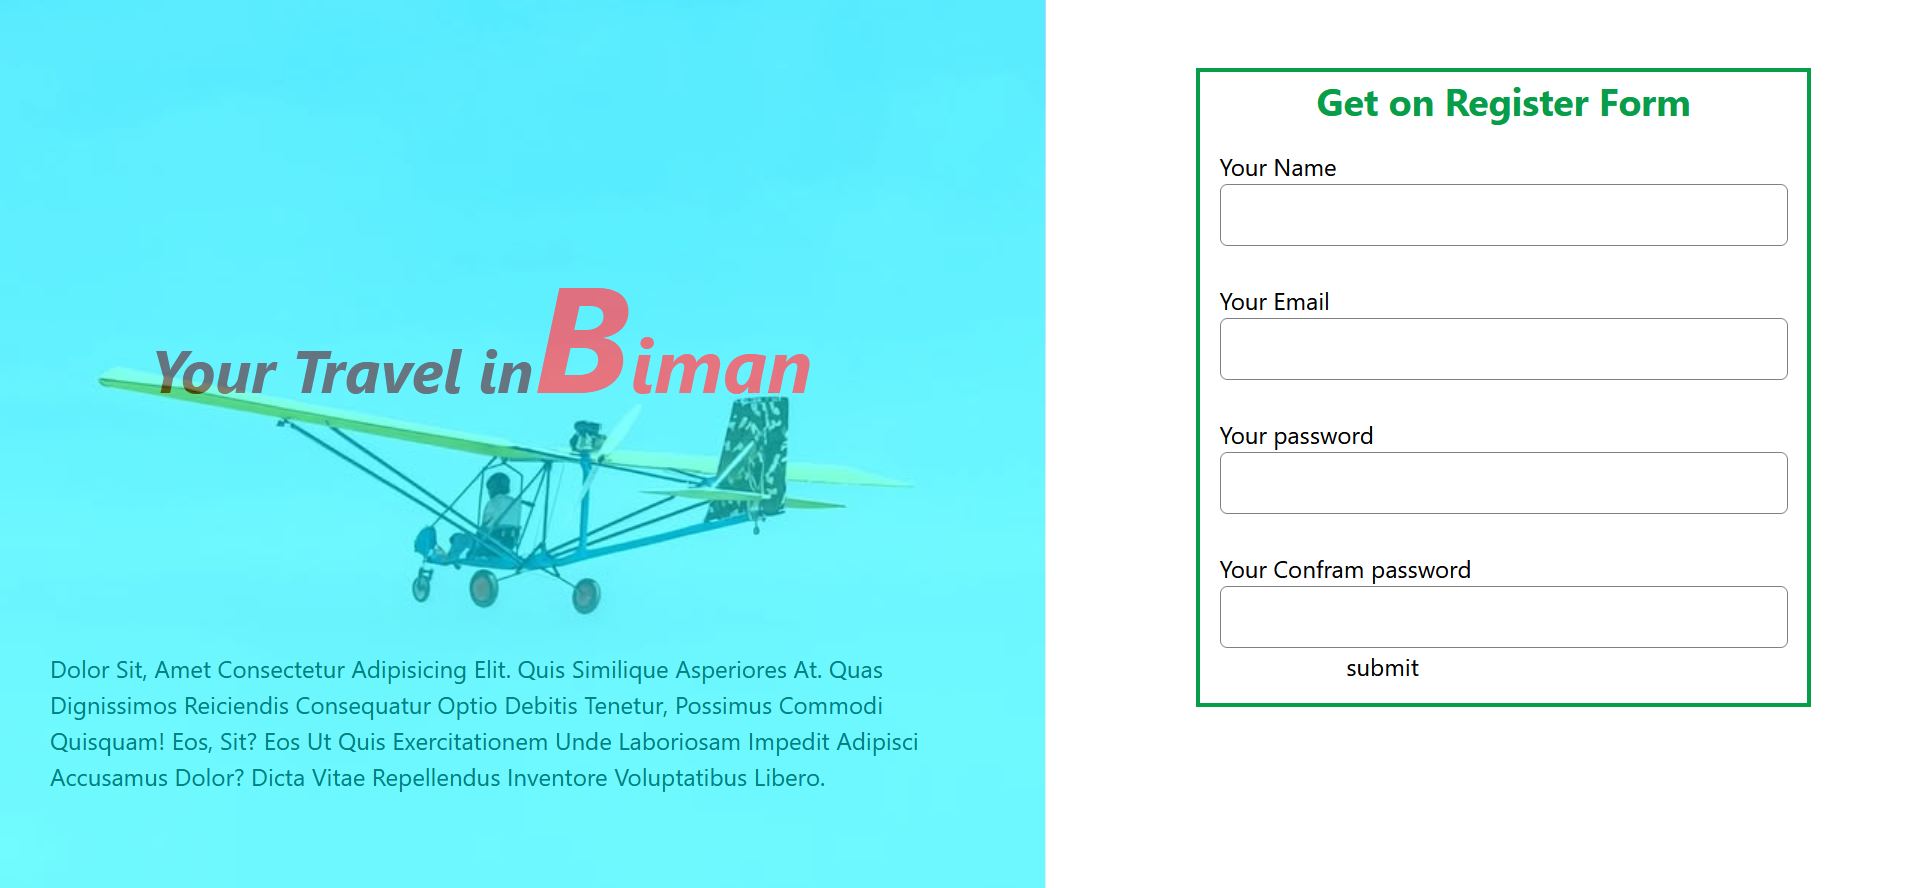 Your Travel in Biman
Dolor Sit, Amet Consectetur Adipisicing Elit. Quis Similique Asperiores At. Quas
Dignissimos Reiciendis Consequatur Optio Debitis Tenetur, Possimus Commodi
Quisquam! Eos, Sit? Eos Ut Quis Exercitationem Unde Laboriosam Impedit Adipisci
Accusamus Dolor? Dicta Vitae Repellendus Inventore Voluptatibus Libero.
Get on Register Form
Your Name
Your Email
Your password
Your Confram password
submit